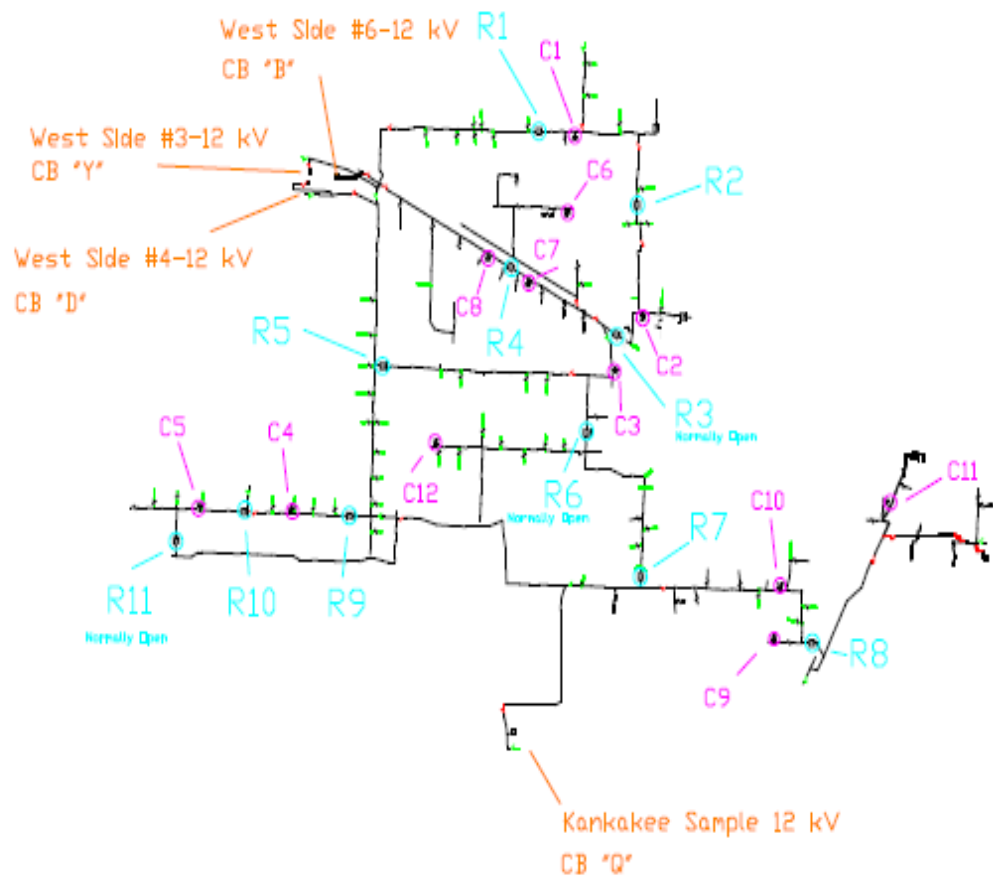 West Side #6-12 kV
CB "B"
R1
C1
West Side #3-12 kV
CB "Y"
C6
R2
West Side #4-12 kV
CB "D"
C7
C8
R4
R5
C2
C3
R3
Normally Open
C5
C4
C12
R6
Normally Open
C10
C11
R7
R11
Normally Open
R10
R9
R8
C9
Kankakee Sample 12 kV
CB "Q"